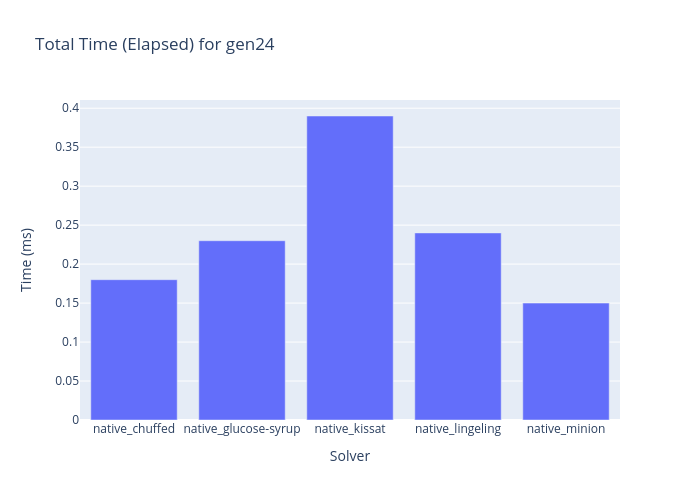 Total Time (Elapsed) for gen24
0.4
0.35
0.3
0.25
0.2
0.15
0.1
0.05
0
Time (ms)
native_chuffed native_glucose-syrup native_kissat native_lingeling native_minion
Solver